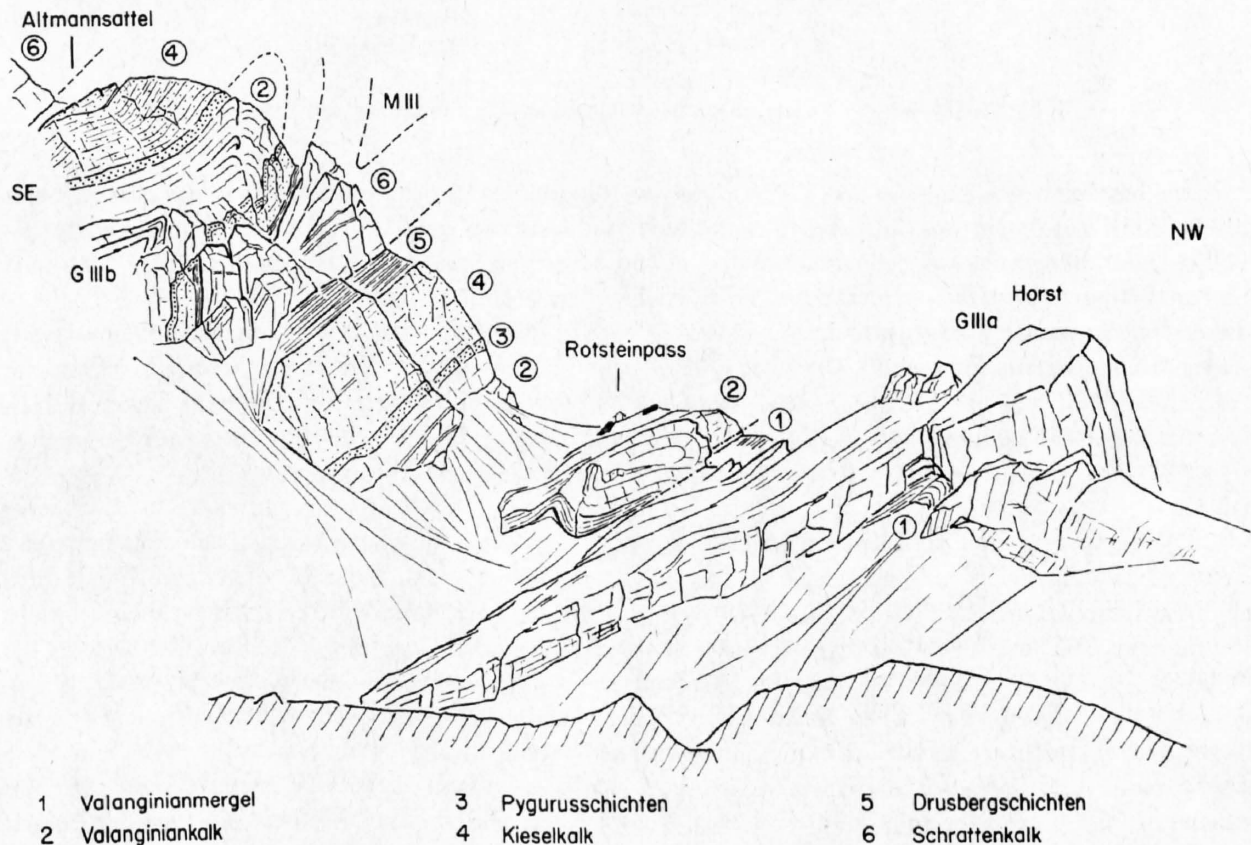 Altmannsattel
⑥ ④
②
M III
⑥
SE
⑤
NW
G IIIb
④
Horst
GIIIa
③
Rotsteinpass
②
②
①
①
1 Valanginianmergel 3 Pygurusschichten 5 Drusbergschichten
2 Valanginiankalk 4 Kieselkalk 6 Schrattenkalk